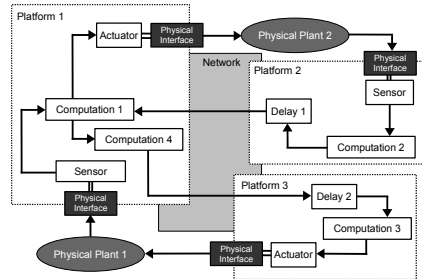 Platform 1
Actuator
Physical
Interface
Physical Plant 2
Network
Platform 2
Physical
Interface
Sensor
Computation 1
Delay 1
Computation 4
Computation 2
Sensor
Physical
Interface
Platform 3
Delay 2
Computation 3
Physical Plant 1
Physical
Interface
Actuator